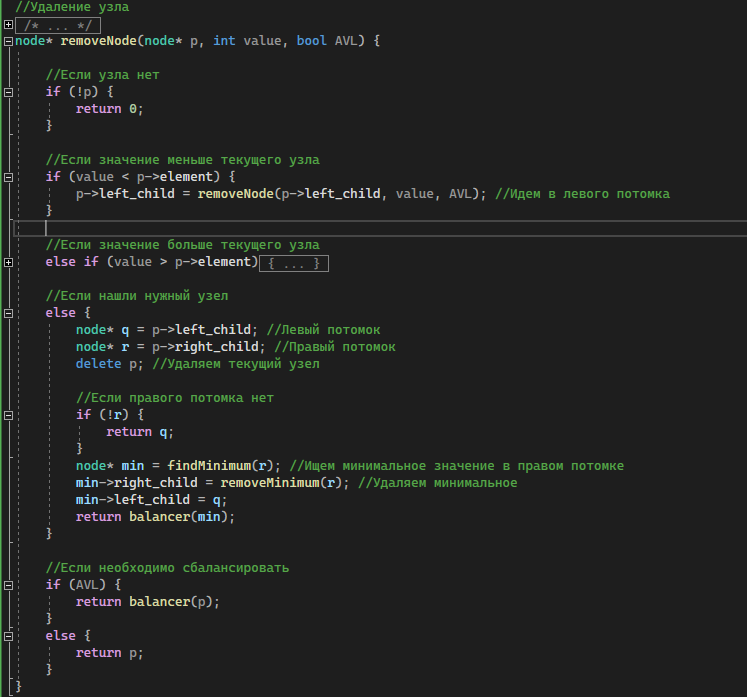 //Удаление узла
/* ... */
node* removeNode(node* p, int value, bool AVL) {
//Если узла нет
if (!p) {
return 0;
}
//Если значение меньше текущего узла
if (value < p->element) {
p->left_child = removeNode(p->left_child, value, AVL); //Идем в левого потомка
}
//Если значение больше текущего узла
else if (value > p->element){ ... }
//Если нашли нужный узел
else {
node* q = p->left_child; //Левый потомок
node* r = p->right_child; //Правый потомок
delete p; //Удаляем текущий узел
//Если правого потомка нет
if (!r) {
return q;
}
node* min = findMinimum(r); //Ищем минимальное значение в правом потомке
min->right_child = removeMinimum(r); //Удаляем минимальное
min->left_child = q;
return balancer(min);
}
//Если необходимо сбалансировать
if (AVL) {
return balancer(p);
}
else {
return p;
}
}